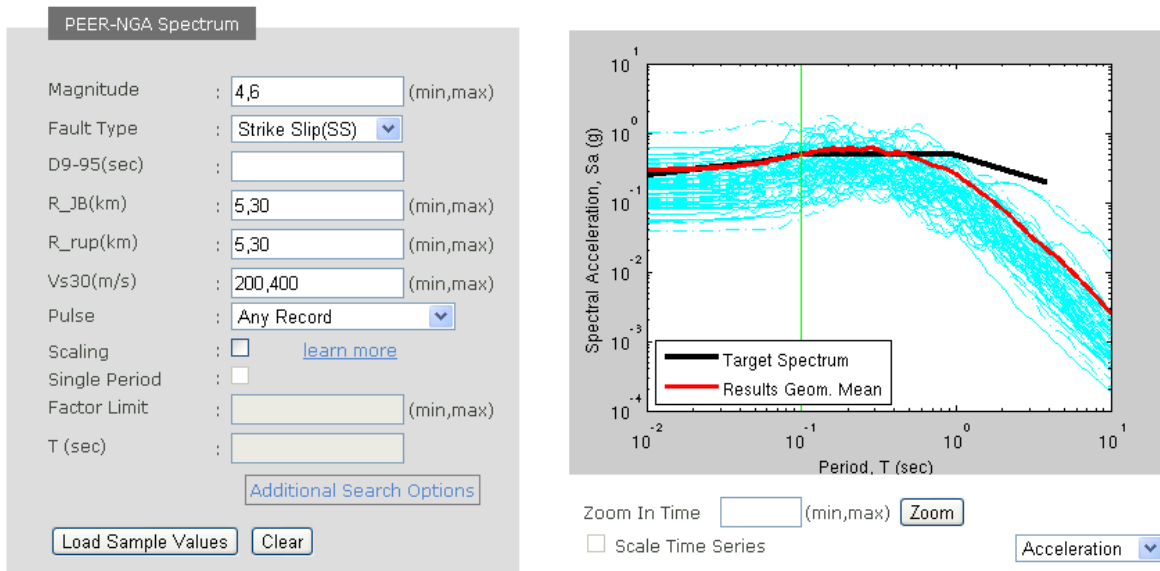 PEER-NGA Spectrum
Magnitude : 4,6 (min,max)
Fault Type : Strike Slip(SS)
D9-95(sec) :
R_JB(km) : 5,30 (min,max)
R_rup(km) : 5,30 (min,max)
Vs30(m/s) : 200,400 (min,max)
Pulse : Any Record
Scaling : learn more
Single Period :
Factor Limit : (min,max)
T (sec) :
Additional Search Options
Load Sample Values Clear
Spectral Acceleration, Sa (g)
10^1
10^0
10^-1
10^-2
10^-3
10^-4
Target Spectrum
Results Geom. Mean
10^-2 10^-1 10^0 10^1
Period, T (sec)
Zoom In Time (min,max) Zoom
Scale Time Series
Acceleration